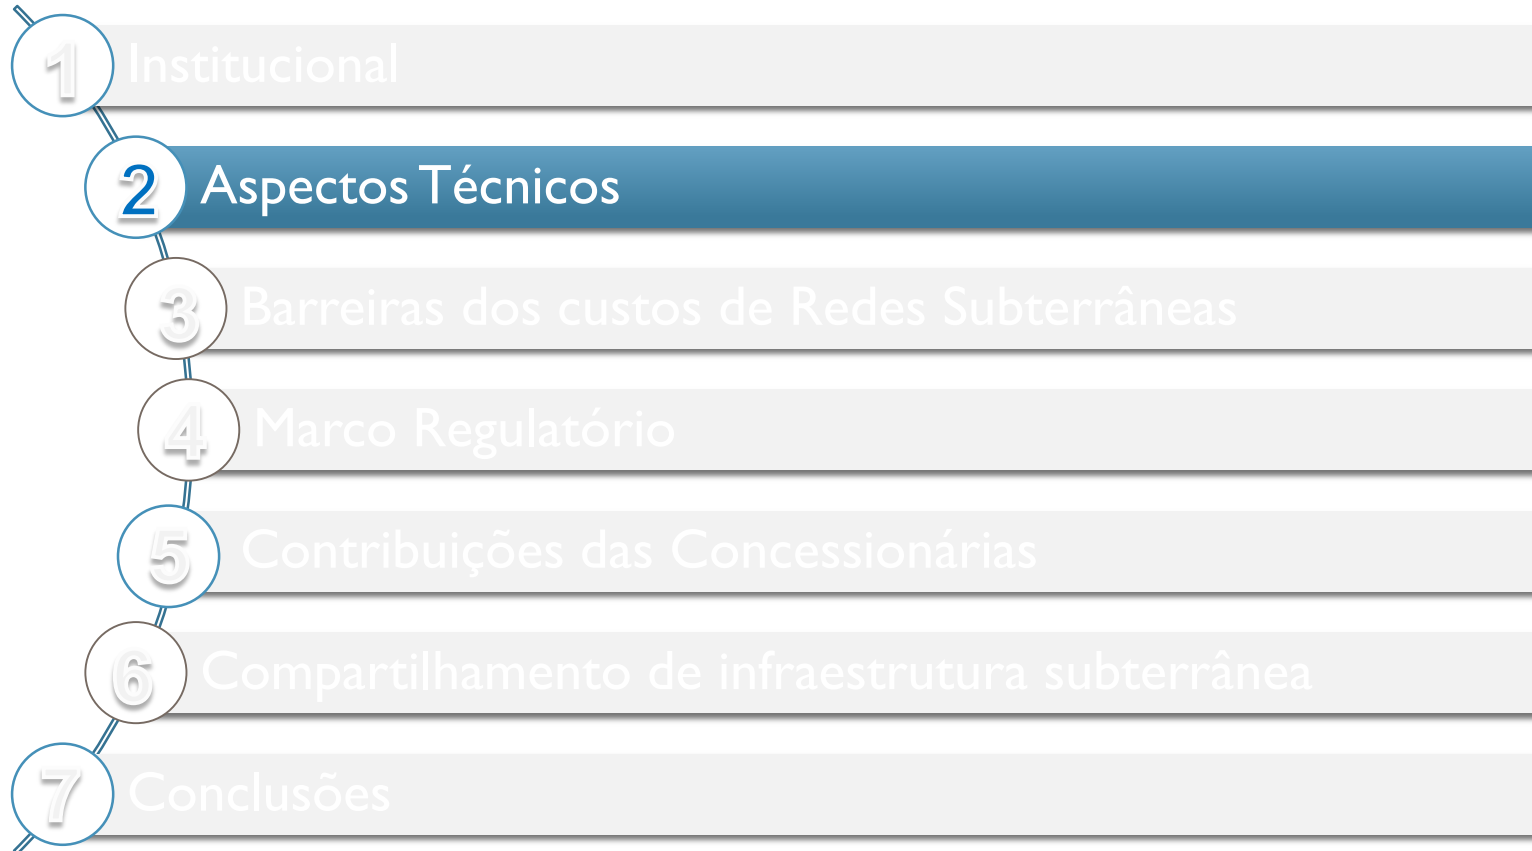 1 Institucional
2 Aspectos Técnicos
3 Barreiras dos custos de Redes Subterrâneas
4 Marco Regulatório
5 Contribuições das Concessionárias
6 Compartilhamento de infraestrutura subterrânea
7 Conclusões